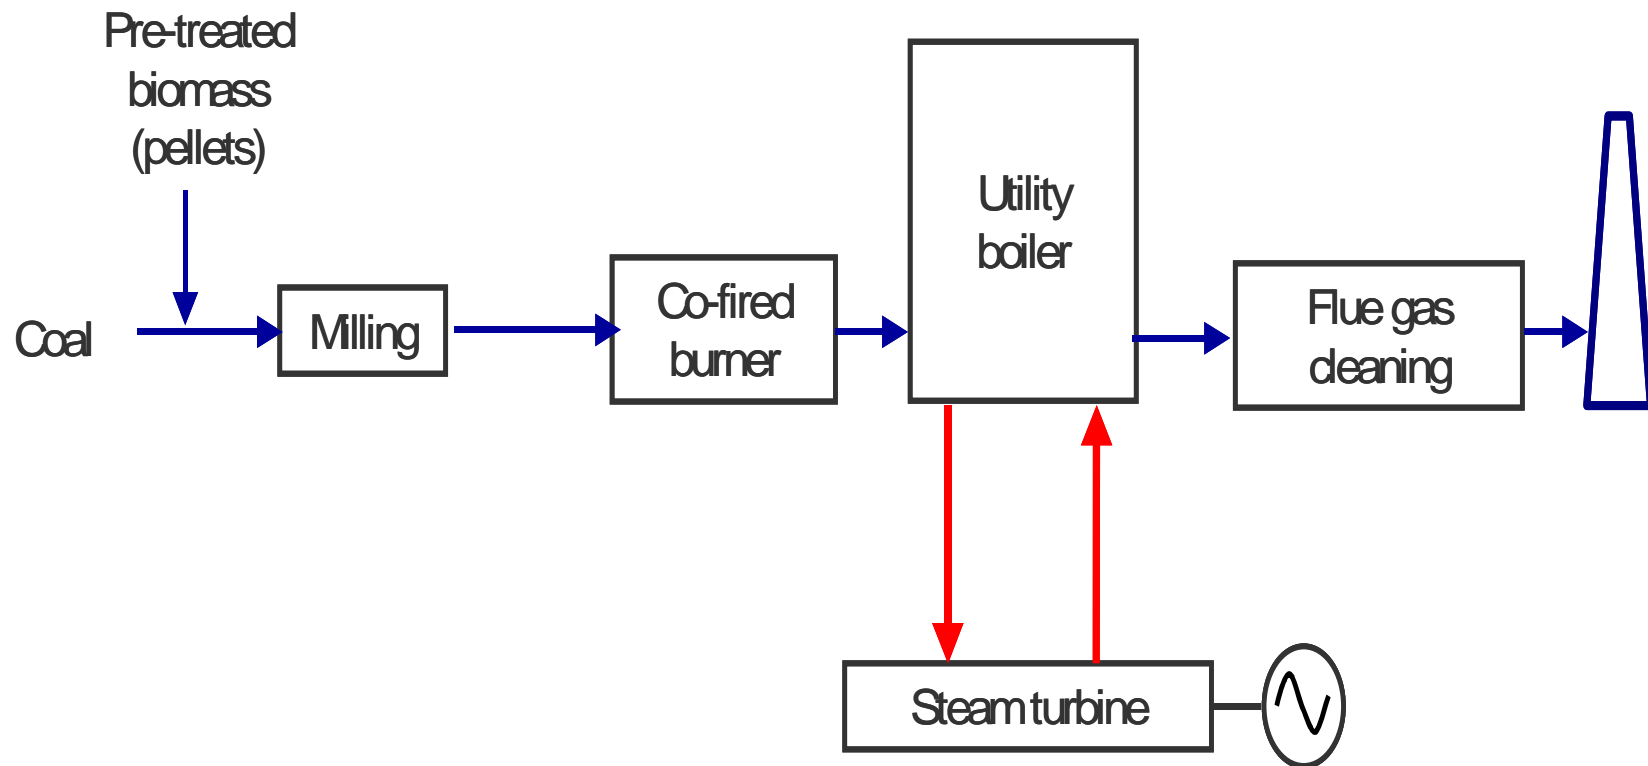 Pre-treated
biomass
(pellets)
Coal
Milling
Co-fired
burner
Utility
boiler
Flue gas
cleaning
Steam turbine